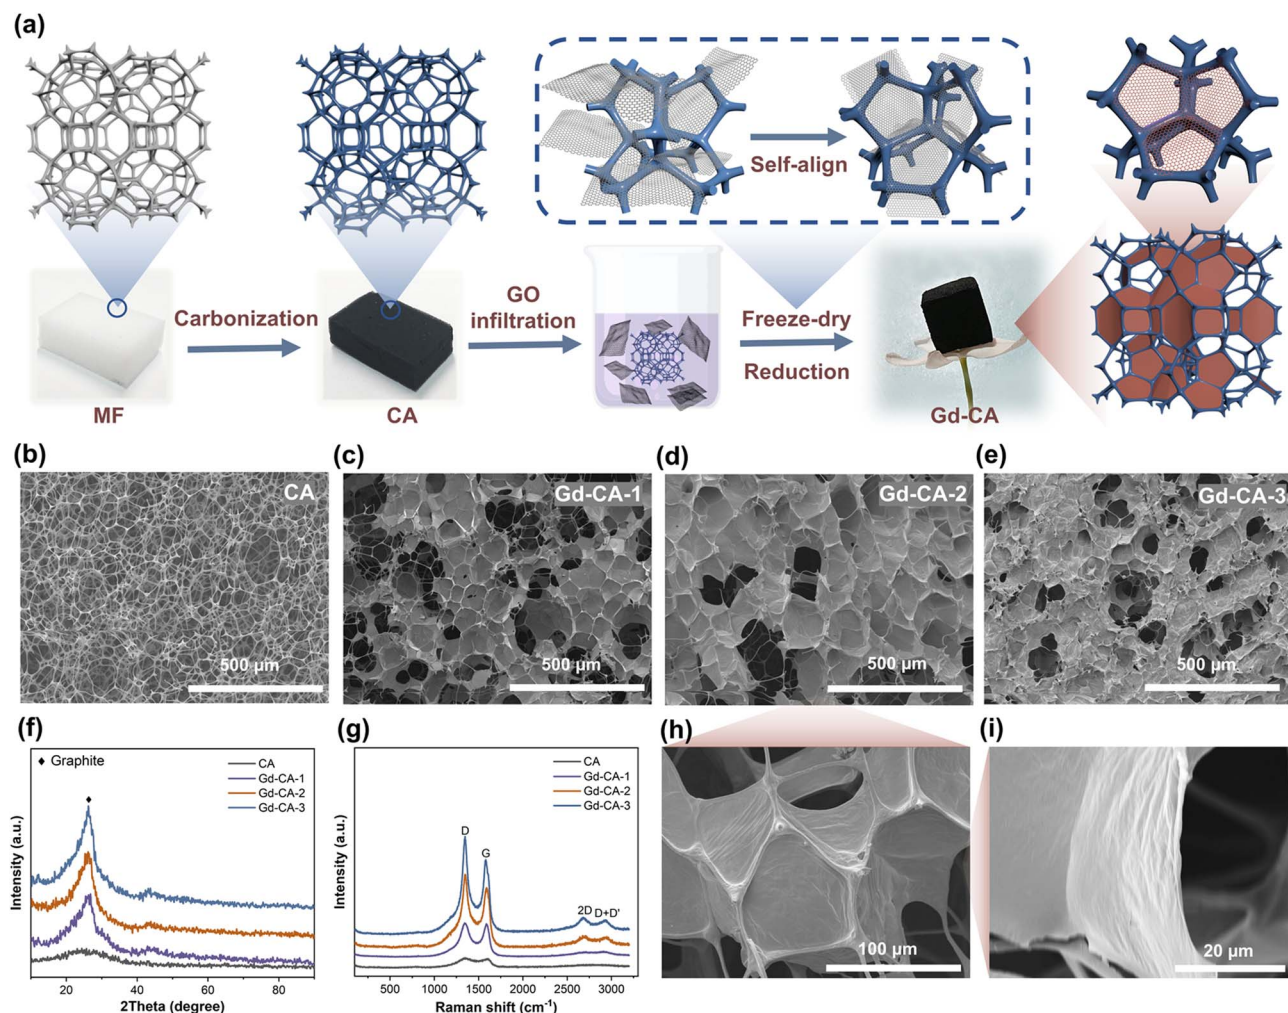 (a)
Self-align
GO
infiltration
Freeze-dry
Carbonization
Reduction
MF
CA
Gd-CA
(b)
CA
500 μm
(c)
Gd-CA-1
500 μm
(d)
Gd-CA-2
500 μm
(e)
Gd-CA-3
500 μm
(f)
♦ Graphite
CA
Gd-CA-1
Gd-CA-2
Gd-CA-3
Intensity (a.u.)
20 40 60 80
2Theta (degree)
(g)
CA
Gd-CA-1
Gd-CA-2
Gd-CA-3
D
G
2D D+D'
Intensity (a.u.)
500 1000 1500 2000 2500 3000
Raman shift (cm⁻¹)
(h)
100 μm
(i)
20 μm